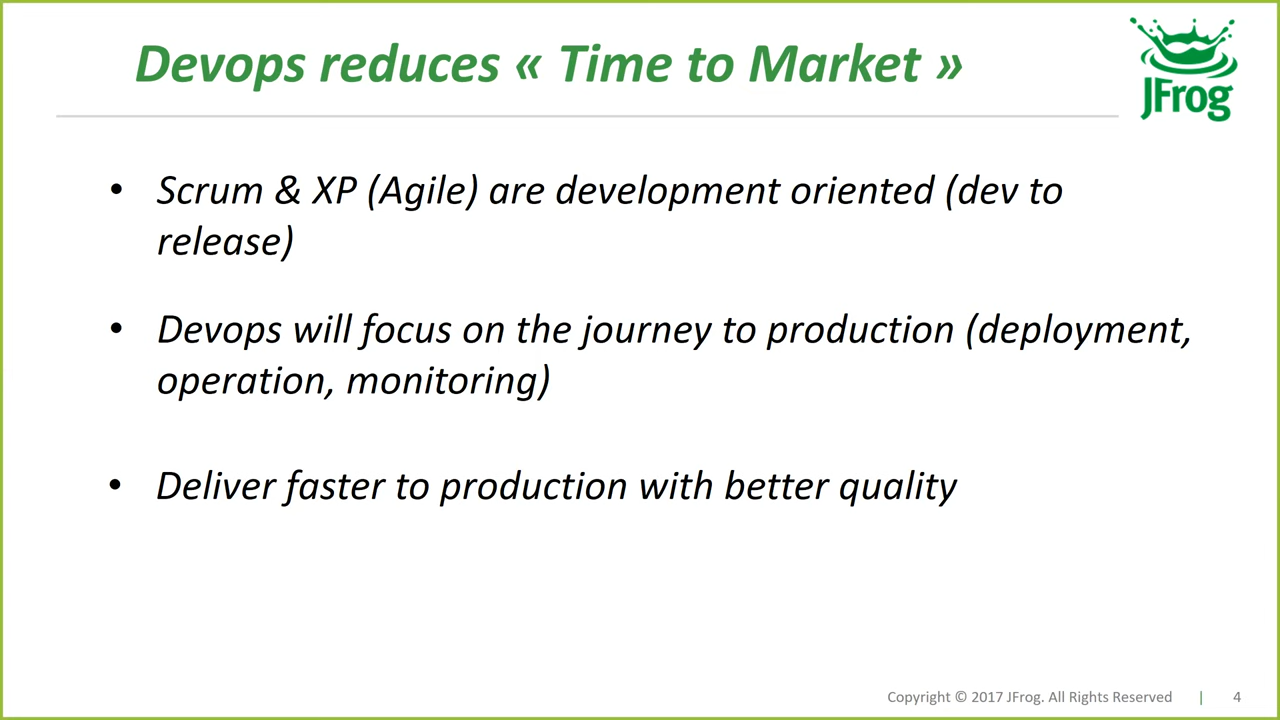 Devops reduces « Time to Market »
JFrog
• Scrum & XP (Agile) are development oriented (dev to
release)
• Devops will focus on the journey to production (deployment,
operation, monitoring)
• Deliver faster to production with better quality
Copyright © 2017 JFrog. All Rights Reserved | 4